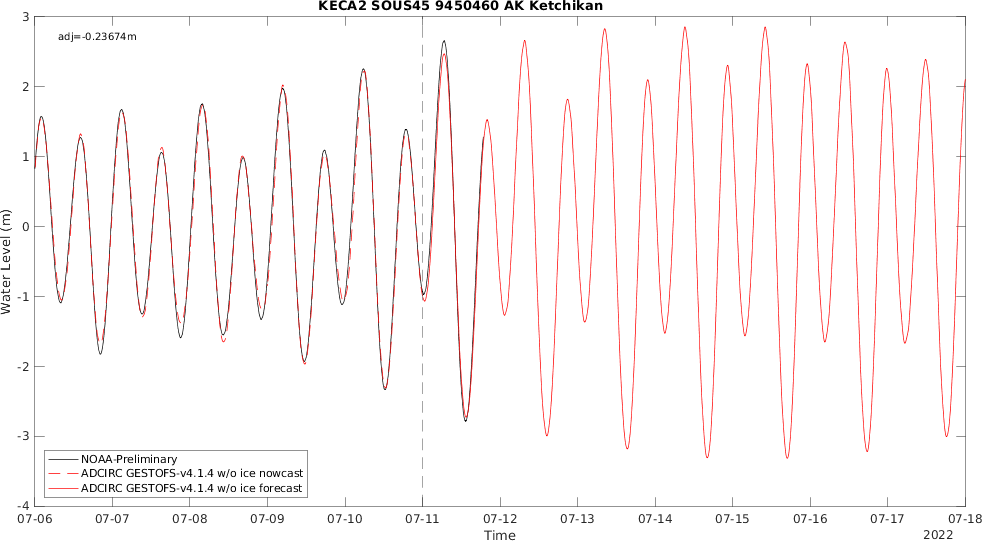 KECA2 SOUS45 9450460 AK Ketchikan
adj=-0.23674m
3
2
1
0
-1
-2
-3
-4
Water Level (m)
NOAA-Preliminary
ADCIRC GESTOFS-v4.1.4 w/o ice nowcast
ADCIRC GESTOFS-v4.1.4 w/o ice forecast
07-06 07-07 07-08 07-09 07-10 07-11 07-12 07-13 07-14 07-15 07-16 07-17 07-18
Time
2022